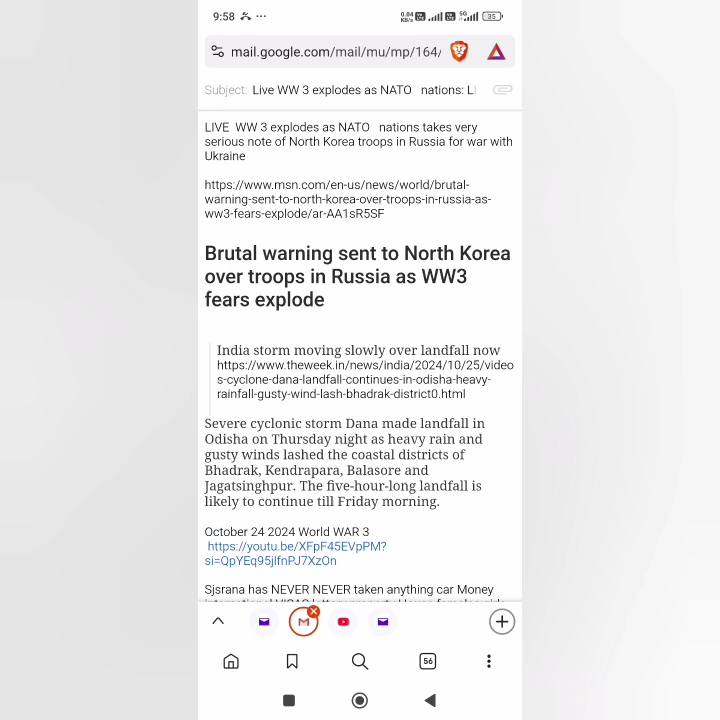 9:58
0.04 KB/s 5G 35
mail.google.com/mail/mu/mp/164/
Subject: Live WW 3 explodes as NATO nations: L
LIVE WW 3 explodes as NATO nations takes very
serious note of North Korea troops in Russia for war with
Ukraine
https://www.msn.com/en-us/news/world/brutal-
warning-sent-to-north-korea-over-troops-in-russia-as-
ww3-fears-explode/ar-AA1sR5SF
Brutal warning sent to North Korea
over troops in Russia as WW3
fears explode
India storm moving slowly over landfall now
https://www.theweek.in/news/india/2024/10/25/video
s-cyclone-dana-landfall-continues-in-odisha-heavy-
rainfall-gusty-wind-lash-bhadrak-district0.html
Severe cyclonic storm Dana made landfall in
Odisha on Thursday night as heavy rain and
gusty winds lashed the coastal districts of
Bhadrak, Kendrapara, Balasore and
Jagatsinghpur. The five-hour-long landfall is
likely to continue till Friday morning.
October 24 2024 World WAR 3
https://youtu.be/XFpF45EVpPM?
si=QpYEq95jlfnPJ7XzOn
Sjsrana has NEVER NEVER taken anything car Money
56